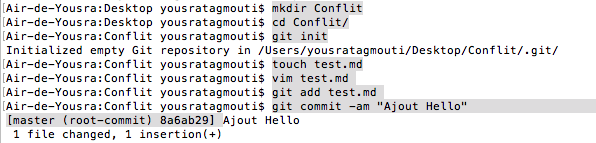 [Air-de-Yousra:Desktop yousratagmouti$ mkdir Conflit
[Air-de-Yousra:Desktop yousratagmouti$ cd Conflit/
[Air-de-Yousra:Conflit yousratagmouti$ git init
Initialized empty Git repository in /Users/yousratagmouti/Desktop/Conflit/.git/
[Air-de-Yousra:Conflit yousratagmouti$ touch test.md
[Air-de-Yousra:Conflit yousratagmouti$ vim test.md
[Air-de-Yousra:Conflit yousratagmouti$ git add test.md
[Air-de-Yousra:Conflit yousratagmouti$ git commit -am "Ajout Hello"
[master (root-commit) 8a6ab29] Ajout Hello
1 file changed, 1 insertion(+)